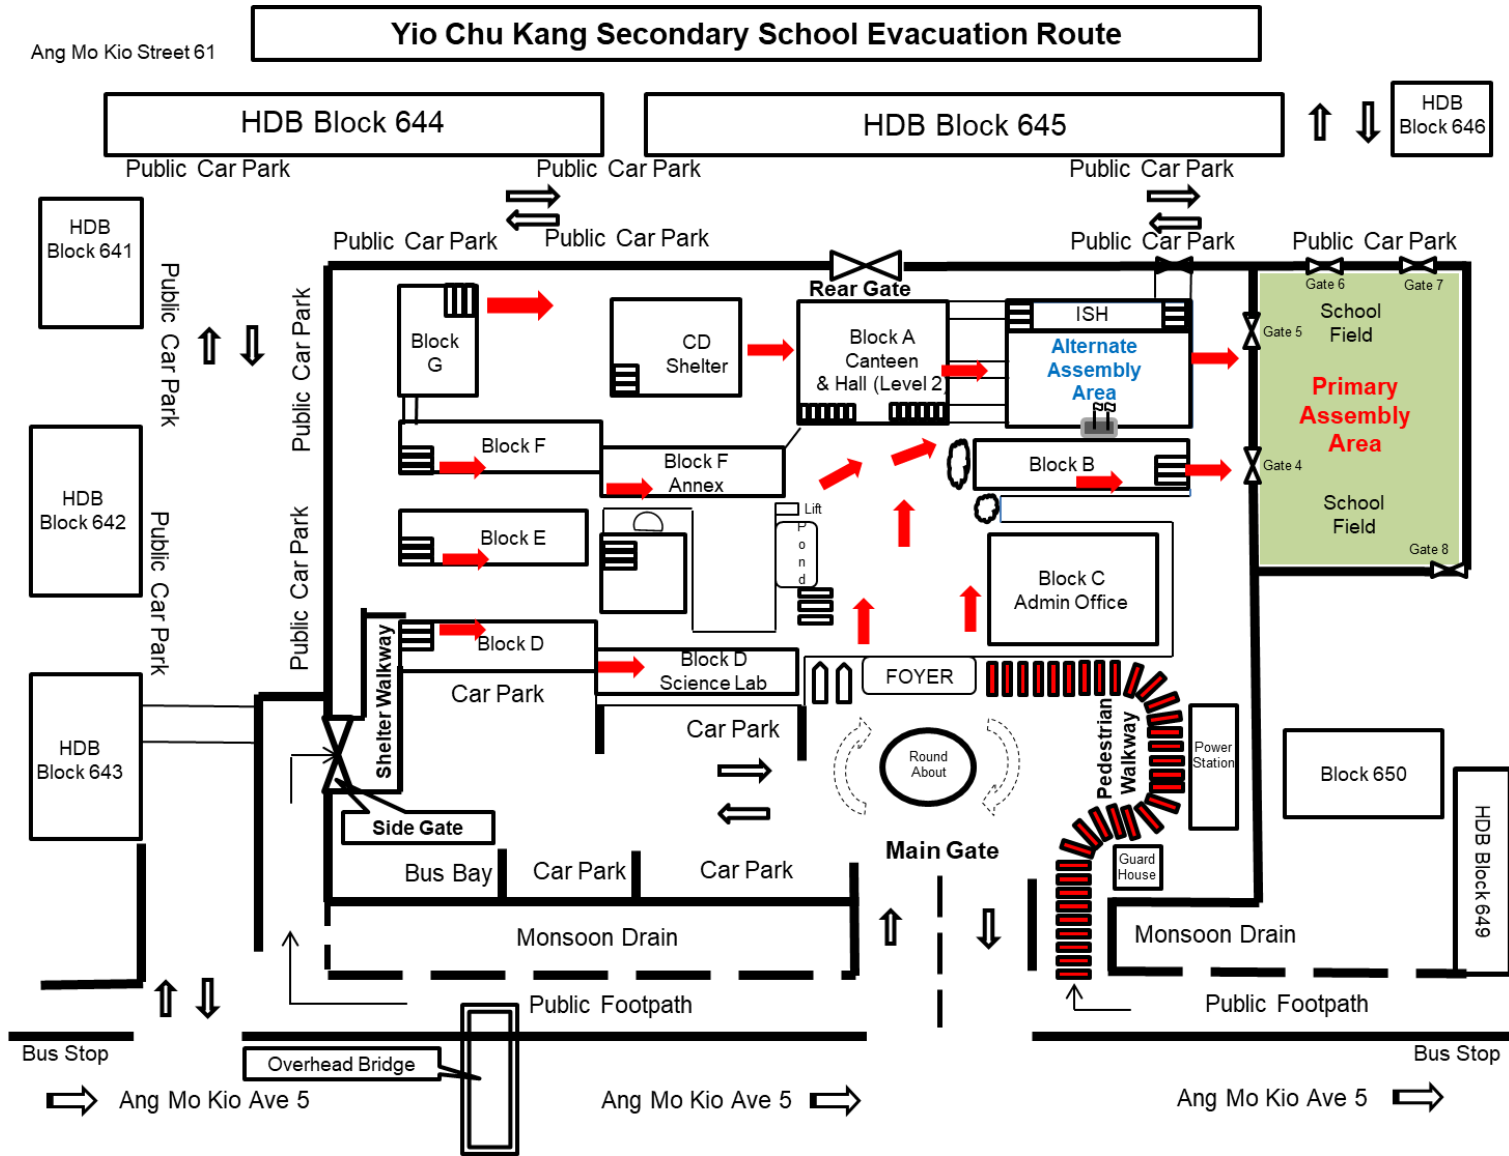 Yio Chu Kang Secondary School Evacuation Route
Ang Mo Kio Street 61
HDB Block 644
HDB Block 645
HDB
Block 646
Public Car Park
Public Car Park
Public Car Park
HDB
Block 641
Public Car Park
Public Car Park
Public Car Park
Public Car Park
Public Car Park
Public Car Park
Rear Gate
Gate 6
Gate 7
Block
G
CD
Shelter
Block A
Canteen
& Hall (Level 2)
ISH
Alternate
Assembly
Area
Gate 5
School
Field
Primary
Assembly
Area
Block F
Block F
Annex
Block B
Gate 4
School
Field
Gate 8
HDB
Block 642
Public Car Park
Public Car Park
Block E
Lift
Pond
Block C
Admin Office
Block D
Block D
Science Lab
FOYER
Car Park
Shelter Walkway
Car Park
Round
About
Pedestrian
Walkway
Power
Station
HDB
Block 643
Block 650
Side Gate
Main Gate
Bus Bay
Car Park
Car Park
Guard
House
HDB Block 649
Monsoon Drain
Monsoon Drain
Public Footpath
Public Footpath
Bus Stop
Bus Stop
Overhead Bridge
Ang Mo Kio Ave 5
Ang Mo Kio Ave 5
Ang Mo Kio Ave 5